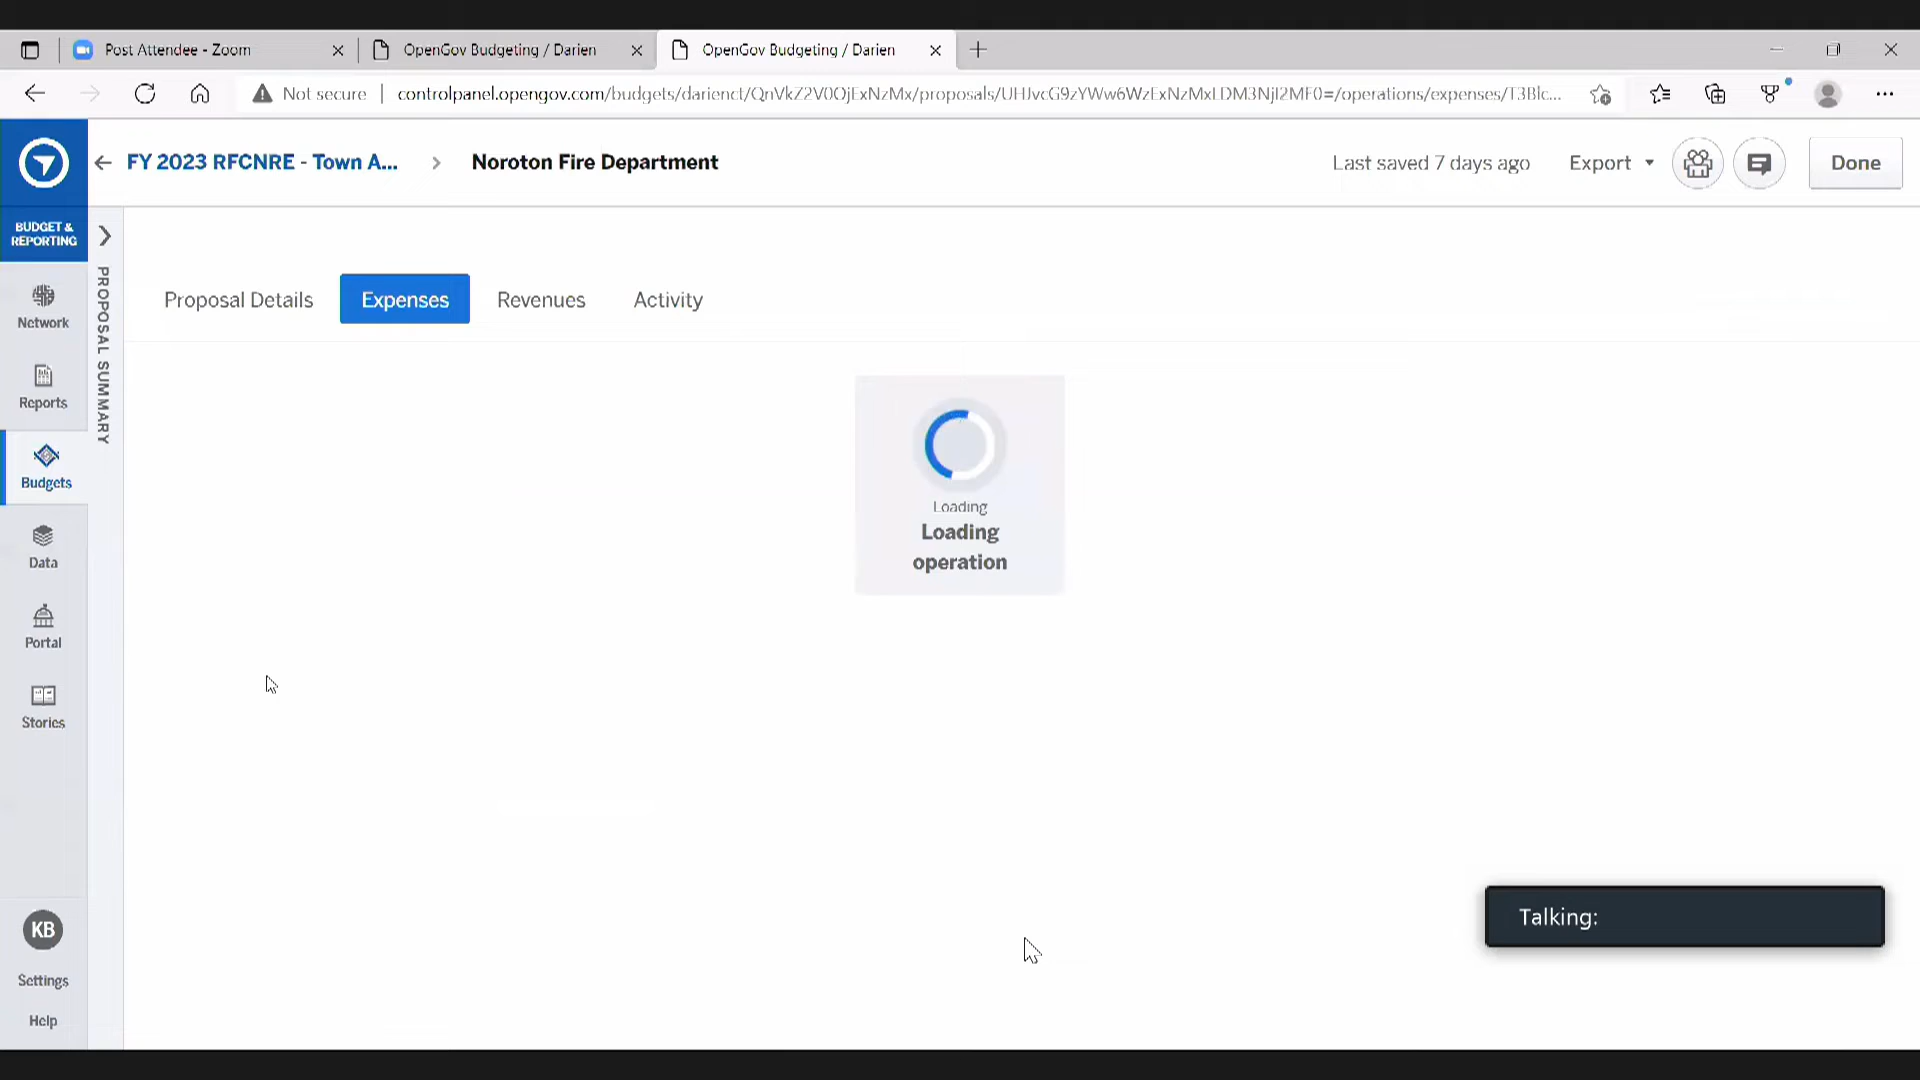 Post Attendee - Zoom
OpenGov Budgeting / Darien
OpenGov Budgeting / Darien
Not secure
controlpanel.opengov.com/budgets/darienct/QnVkZ2V0OjExNzMx/proposals/UHJvcG9zYWw6WzExNzMxLDM3NjI2MF0=/operations/expenses/T3Blc...
FY 2023 RFCNRE - Town A...
Noroton Fire Department
Last saved 7 days ago
Export
Done
BUDGET &
REPORTING
Network
Reports
Budgets
Data
Portal
Stories
KB
Settings
Help
PROPOSAL SUMMARY
Proposal Details
Expenses
Revenues
Activity
Loading
Loading
operation
Talking: